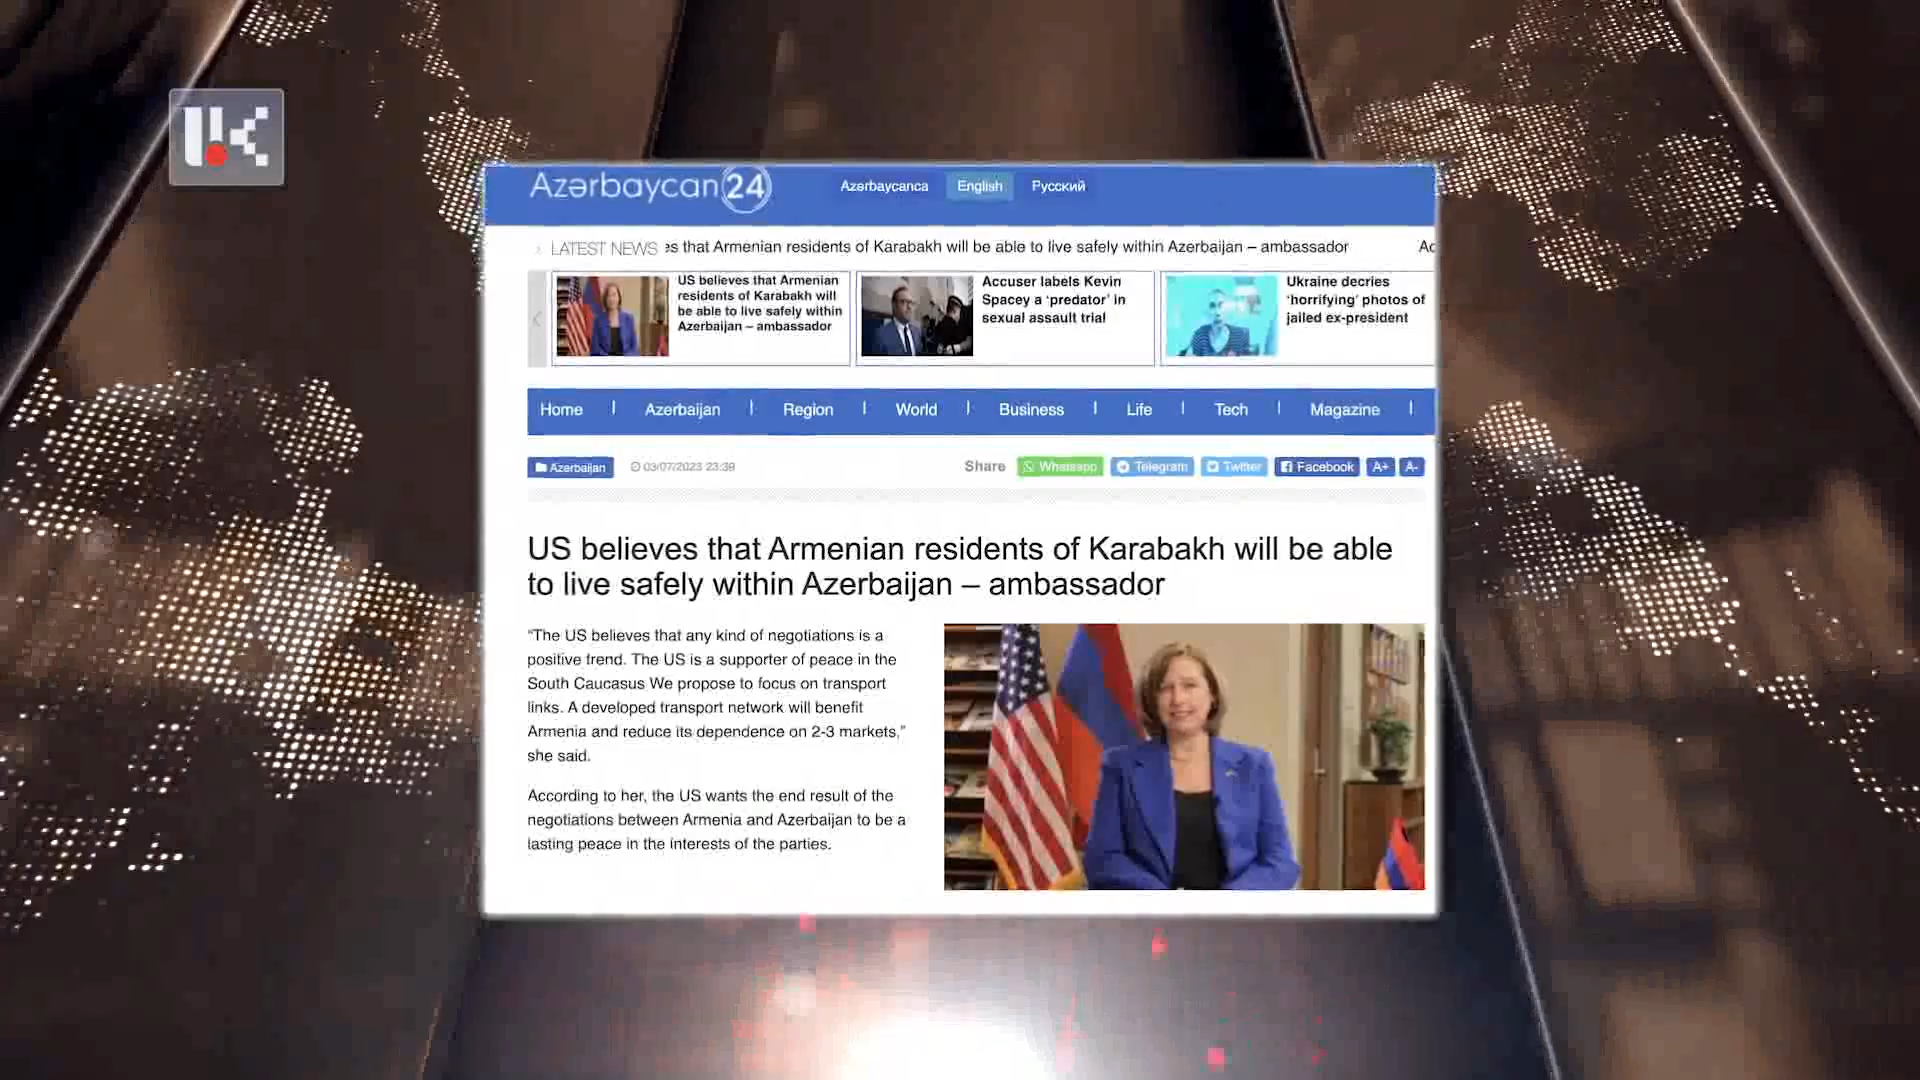 Azərbaycan 24
Azərbaycanca English Русский
LATEST NEWS es that Armenian residents of Karabakh will be able to live safely within Azerbaijan – ambassador
US believes that Armenian
residents of Karabakh will
be able to live safely within
Azerbaijan – ambassador
Accuser labels Kevin
Spacey a ‘predator’ in
sexual assault trial
Ukraine decries
‘horrifying’ photos of
jailed ex-president
Home Azerbaijan Region World Business Life Tech Magazine
Azerbaijan 03/07/2023 23:39 Share Whatsapp Telegram Twitter Facebook A+ A-
US believes that Armenian residents of Karabakh will be able
to live safely within Azerbaijan – ambassador
“The US believes that any kind of negotiations is a
positive trend. The US is a supporter of peace in the
South Caucasus We propose to focus on transport
links. A developed transport network will benefit
Armenia and reduce its dependence on 2-3 markets,”
she said.
According to her, the US wants the end result of the
negotiations between Armenia and Azerbaijan to be a
lasting peace in the interests of the parties.